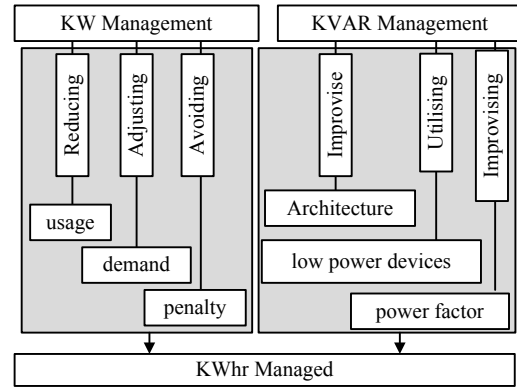 KW Management
KVAR Management
Reducing
Adjusting
Avoiding
Improvise
Utilising
Improvising
usage
Architecture
demand
low power devices
penalty
power factor
KWhr Managed